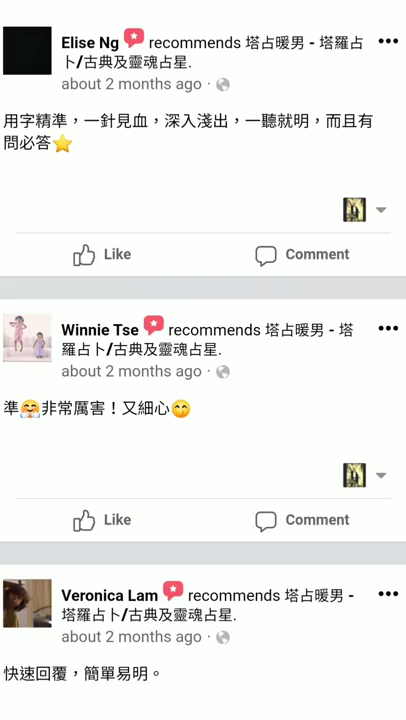 Elise Ng recommends 塔占暖男 - 塔羅占
卜/古典及靈魂占星.
about 2 months ago ·
用字精準，一針見血，深入淺出，一聽就明，而且有
問必答⭐
Like Comment
Winnie Tse recommends 塔占暖男 - 塔
羅占卜/古典及靈魂占星.
about 2 months ago ·
準🤗非常厲害！又細心😙
Like Comment
Veronica Lam recommends 塔占暖男 -
塔羅占卜/古典及靈魂占星.
about 2 months ago ·
快速回覆，簡單易明。